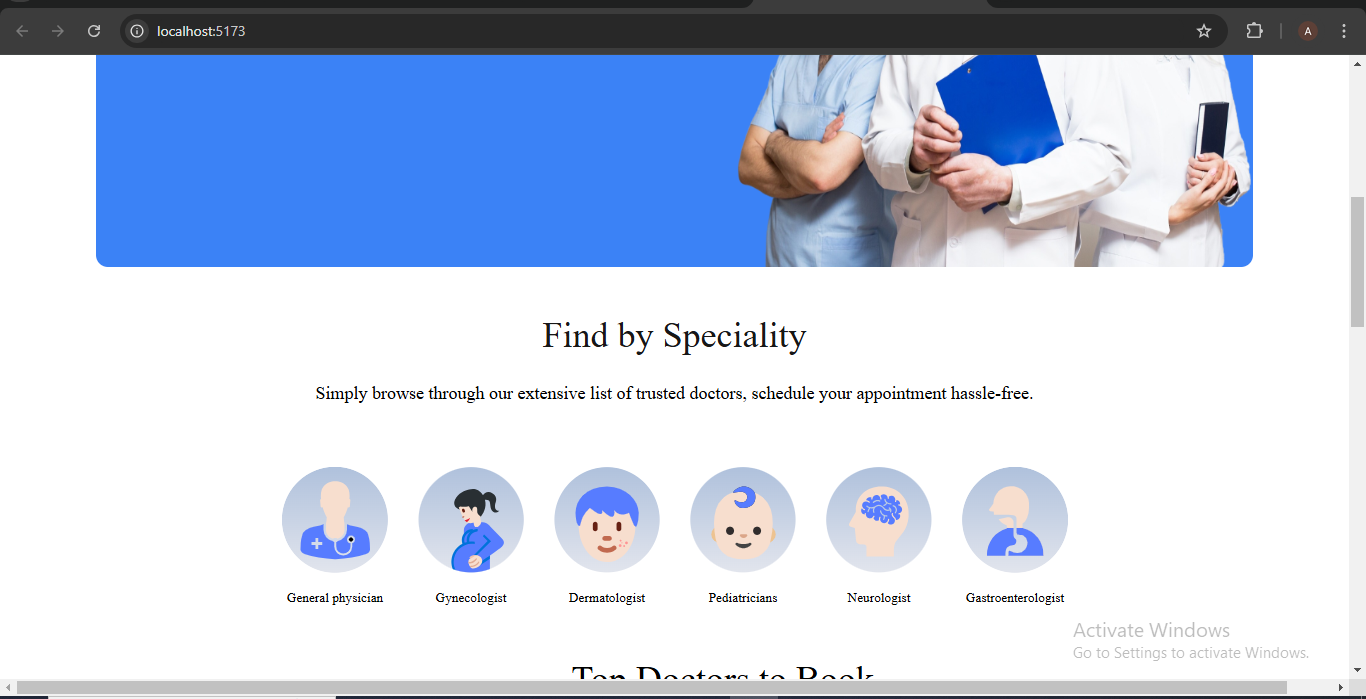 localhost:5173
A
Find by Speciality
Simply browse through our extensive list of trusted doctors, schedule your appointment hassle-free.
General physician
Gynecologist
Dermatologist
Pediatricians
Neurologist
Gastroenterologist
Activate Windows
Go to Settings to activate Windows.
Top Doctors to Book